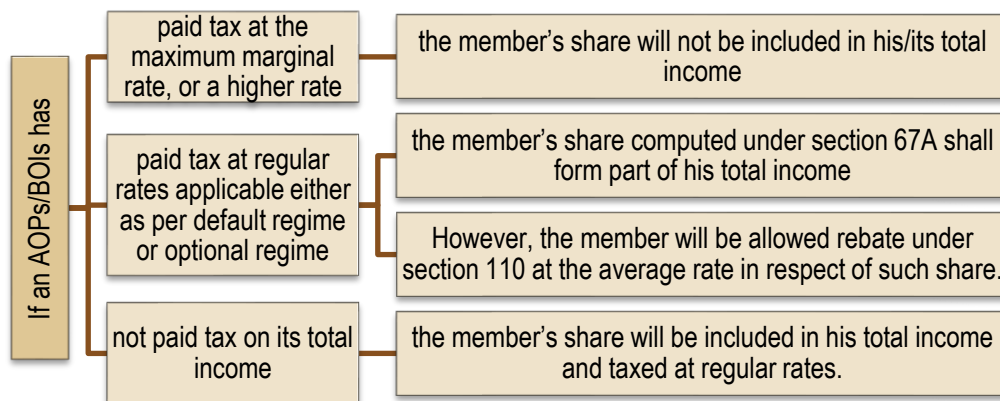 If an AOPs/BOIs has
paid tax at the
maximum marginal
rate, or a higher rate
the member’s share will not be included in his/its total
income
paid tax at regular
rates applicable either
as per default regime
or optional regime
the member’s share computed under section 67A shall
form part of his total income
However, the member will be allowed rebate under
section 110 at the average rate in respect of such share.
not paid tax on its total
income
the member’s share will be included in his total income
and taxed at regular rates.